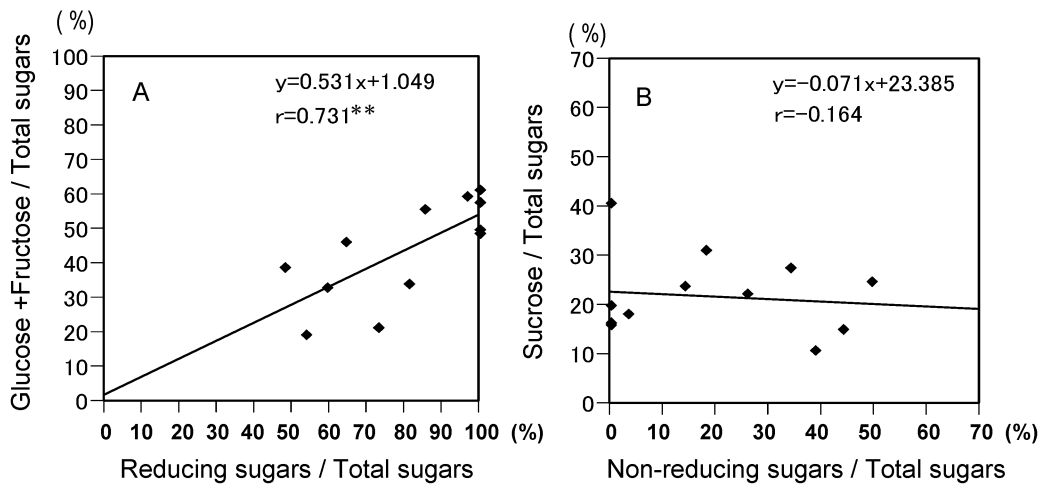 (%)
Glucose +Fructose / Total sugars
100
90
80
70
60
50
40
30
20
10
0
A
y=0.531x+1.049
r=0.731**
0 10 20 30 40 50 60 70 80 90 100 (%)
Reducing sugars / Total sugars
(%)
Sucrose / Total sugars
70
60
50
40
30
20
10
0
B
y=-0.071x+23.385
r=-0.164
0 10 20 30 40 50 60 70 (%)
Non-reducing sugars / Total sugars